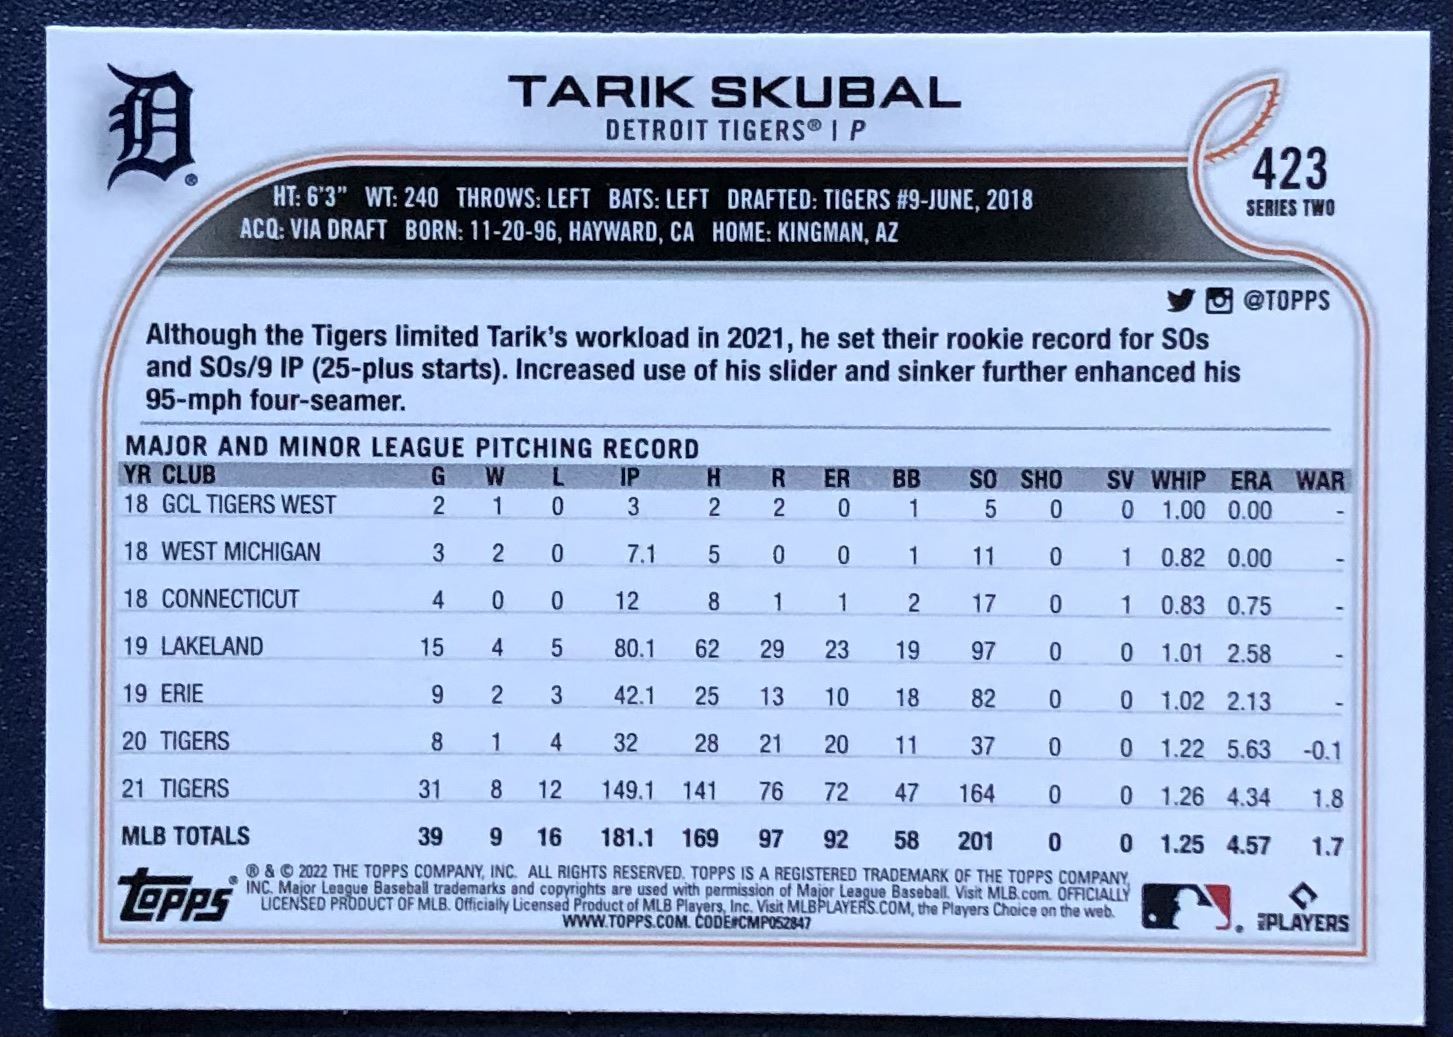 D
TARIK SKUBAL
DETROIT TIGERS® | P
423
SERIES TWO
HT: 6'3" WT: 240 THROWS: LEFT BATS: LEFT DRAFTED: TIGERS #9-JUNE, 2018
ACQ: VIA DRAFT BORN: 11-20-96, HAYWARD, CA HOME: KINGMAN, AZ
@TOPPS
Although the Tigers limited Tarik's workload in 2021, he set their rookie record for SOs
and SOs/9 IP (25-plus starts). Increased use of his slider and sinker further enhanced his
95-mph four-seamer.
MAJOR AND MINOR LEAGUE PITCHING RECORD
YR CLUB G W L IP H R ER BB SO SHO SV WHIP ERA WAR
18 GCL TIGERS WEST 2 1 0 3 2 2 0 1 5 0 0 1.00 0.00 -
18 WEST MICHIGAN 3 2 0 7.1 5 0 0 1 11 0 1 0.82 0.00 -
18 CONNECTICUT 4 0 0 12 8 1 1 2 17 0 1 0.83 0.75 -
19 LAKELAND 15 4 5 80.1 62 29 23 19 97 0 0 1.01 2.58 -
19 ERIE 9 2 3 42.1 25 13 10 18 82 0 0 1.02 2.13 -
20 TIGERS 8 1 4 32 28 21 20 11 37 0 0 1.22 5.63 -0.1
21 TIGERS 31 8 12 149.1 141 76 72 47 164 0 0 1.26 4.34 1.8
MLB TOTALS 39 9 16 181.1 169 97 92 58 201 0 0 1.25 4.57 1.7
Topps®
® & © 2022 THE TOPPS COMPANY, INC. ALL RIGHTS RESERVED. TOPPS IS A REGISTERED TRADEMARK OF THE TOPPS COMPANY,
INC. Major League Baseball trademarks and copyrights are used with permission of Major League Baseball. Visit MLB.com. OFFICIALLY
LICENSED PRODUCT OF MLB. Officially Licensed Product of MLB Players, Inc. Visit MLBPLAYERS.COM, the Players Choice on the web.
WWW.TOPPS.COM. CODE#CMP052847
MLB PLAYERS